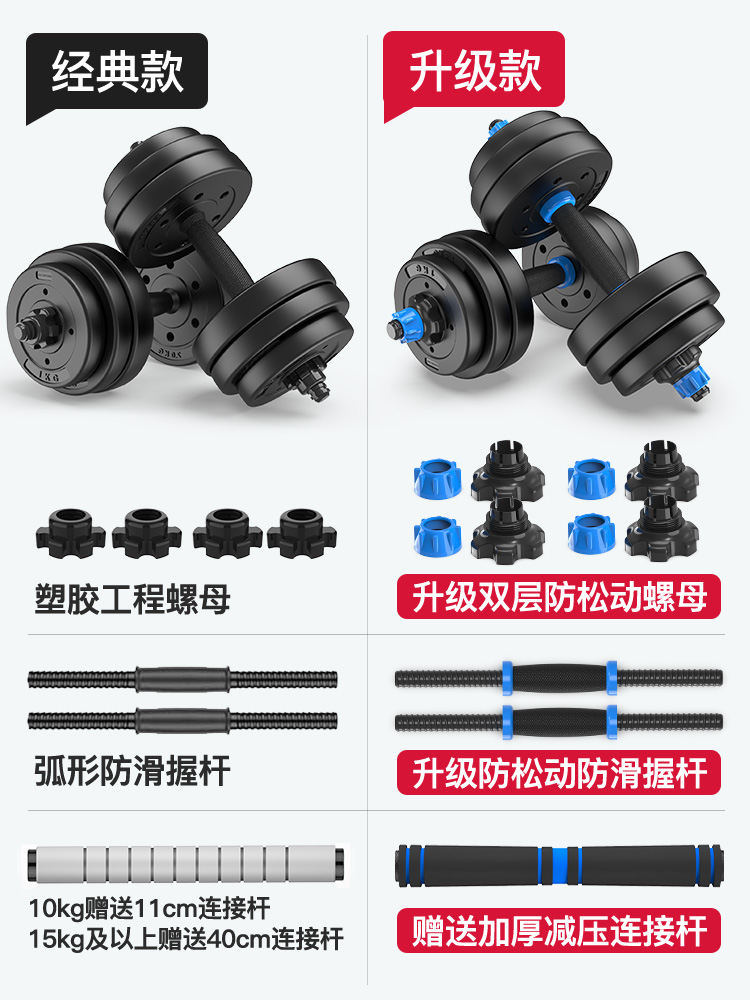 经典款
升级款
1KG
塑胶工程螺母
升级双层防松动螺母
弧形防滑握杆
升级防松动防滑握杆
10kg赠送11cm连接杆
15kg及以上赠送40cm连接杆
赠送加厚减压连接杆